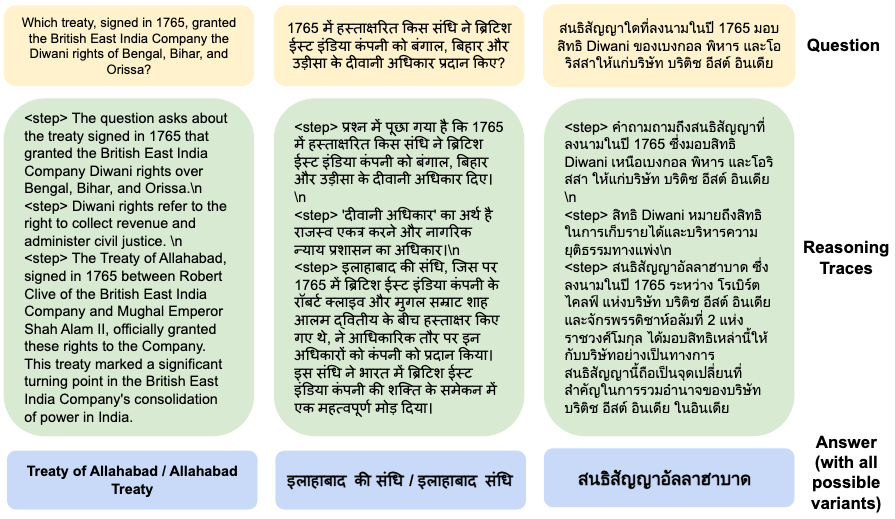 Which treaty, signed in 1765, granted
the British East India Company the
Diwani rights of Bengal, Bihar, and
Orissa?
1765 में हस्ताक्षरित किस संधि ने ब्रिटिश
ईस्ट इंडिया कंपनी को बंगाल, बिहार और
उड़ीसा के दीवानी अधिकार प्रदान किए?
สนธิสัญญาใดที่ลงนามในปี 1765 มอบ
สิทธิ Diwani ของเบงกอล พิหาร และโอ
ริสสาให้แก่บริษัท บริติช อีสต์ อินเดีย
Question
<step> The question asks about
the treaty signed in 1765 that
granted the British East India
Company Diwani rights over
Bengal, Bihar, and Orissa.\n
<step> Diwani rights refer to the
right to collect revenue and
administer civil justice. \n
<step> The Treaty of Allahabad,
signed in 1765 between Robert
Clive of the British East India
Company and Mughal Emperor
Shah Alam II, officially granted
these rights to the Company.
This treaty marked a significant
turning point in the British East
India Company's consolidation
of power in India.
<step> प्रश्न में पूछा गया है कि 1765
में हस्ताक्षरित किस संधि ने ब्रिटिश
ईस्ट इंडिया कंपनी को बंगाल, बिहार
और उड़ीसा के दीवानी अधिकार दिए।
\n
<step> 'दीवानी अधिकार' का अर्थ है
राजस्व एकत्र करने और नागरिक
न्याय प्रशासन का अधिकार।\n
<step> इलाहाबाद की संधि, जिस पर
1765 में ब्रिटिश ईस्ट इंडिया कंपनी के
रॉबर्ट क्लाइव और मुगल सम्राट शाह
आलम द्वितीय के बीच हस्ताक्षर किए
गए थे, ने आधिकारिक तौर पर इन
अधिकारों को कंपनी को प्रदान किया।
इस संधि ने भारत में ब्रिटिश ईस्ट
इंडिया कंपनी की शक्ति के समेकन में
एक महत्वपूर्ण मोड़ दिया।
<step> คำถามถามถึงสนธิสัญญาที่
ลงนามในปี 1765 ซึ่งมอบสิทธิ
Diwani เหนือเบงกอล พิหาร และโอริ
สสา ให้แก่บริษัท บริติช อีสต์ อินเดีย
\n
<step> สิทธิ Diwani หมายถึงสิทธิ
ในการเก็บรายได้และบริหารความ
ยุติธรรมทางแพ่ง\n
<step> สนธิสัญญาอัลลาฮาบาด ซึ่ง
ลงนามในปี 1765 ระหว่าง โรเบิร์ต
ไคลฟ์ แห่งบริษัท บริติช อีสต์ อินเดีย
และจักรพรรดิชาห์อลัมที่ 2 แห่ง
ราชวงศ์โมกุล ได้มอบสิทธิเหล่านี้ให้
กับบริษัทอย่างเป็นทางการ
สนธิสัญญานี้ถือเป็นจุดเปลี่ยนที่
สำคัญในการรวมอำนาจของบริษัท
บริติช อีสต์ อินเดีย ในอินเดีย
Reasoning
Traces
Treaty of Allahabad / Allahabad
Treaty
इलाहाबाद की संधि / इलाहाबाद संधि
สนธิสัญญาอัลลาฮาบาด
Answer
(with all
possible
variants)